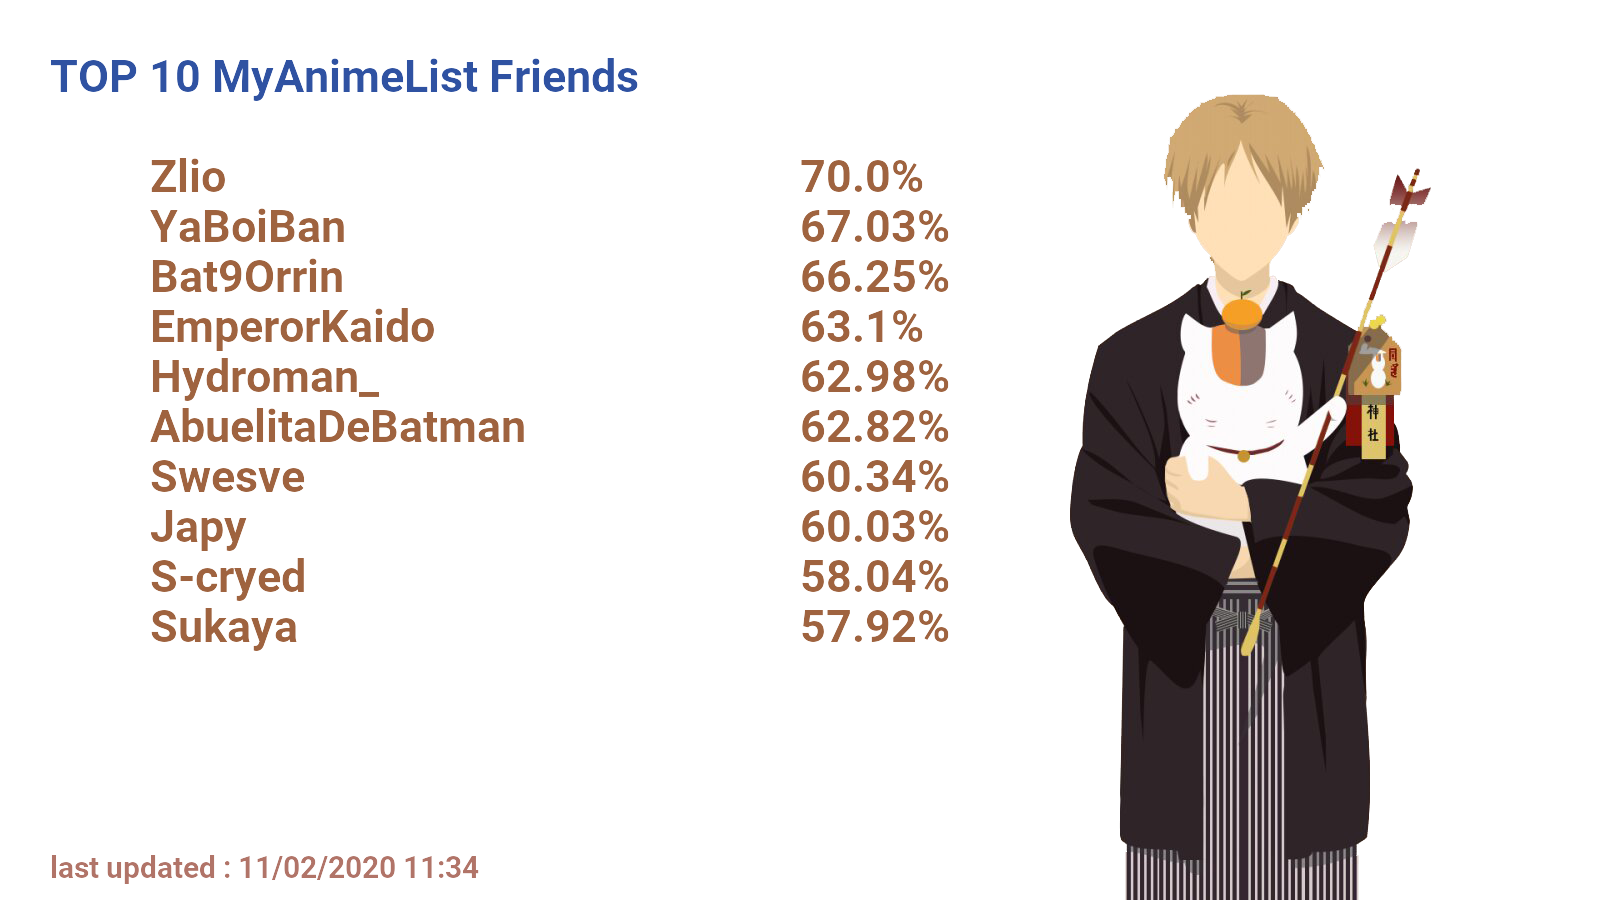 TOP 10 MyAnimeList Friends
Zlio 70.0%
YaBoiBan 67.03%
Bat9Orrin 66.25%
EmperorKaido 63.1%
Hydroman_ 62.98%
AbuelitaDeBatman 62.82%
Swesve 60.34%
Japy 60.03%
S-cryed 58.04%
Sukaya 57.92%
神社
last updated : 11/02/2020 11:34